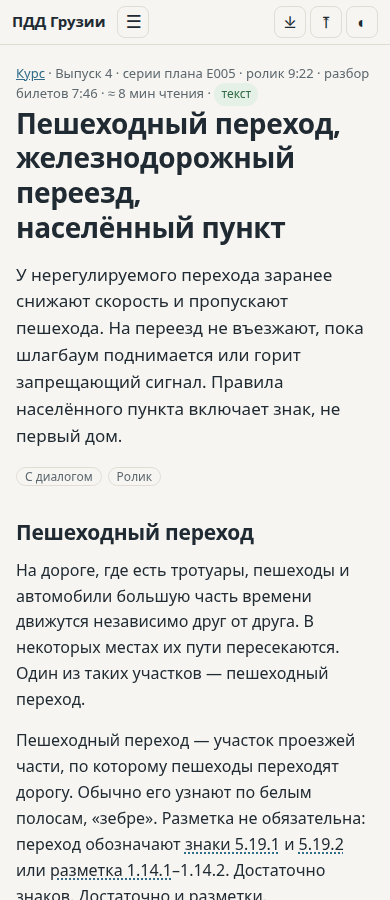 ПДД Грузии
Курс · Выпуск 4 · серии плана E005 · ролик 9:22 · разбор
билетов 7:46 · ≈ 8 мин чтения · текст
Пешеходный переход,
железнодорожный
переезд,
населённый пункт
У нерегулируемого перехода заранее
снижают скорость и пропускают
пешехода. На переезд не въезжают, пока
шлагбаум поднимается или горит
запрещающий сигнал. Правила
населённого пункта включает знак, не
первый дом.
С диалогом Ролик
Пешеходный переход
На дороге, где есть тротуары, пешеходы и
автомобили большую часть времени
движутся независимо друг от друга. В
некоторых местах их пути пересекаются.
Один из таких участков — пешеходный
переход.
Пешеходный переход — участок проезжей
части, по которому пешеходы переходят
дорогу. Обычно его узнают по белым
полосам, «зебре». Разметка не обязательна:
переход обозначают знаки 5.19.1 и 5.19.2
или разметка 1.14.1–1.14.2. Достаточно
знаков. Достаточно и разметки.